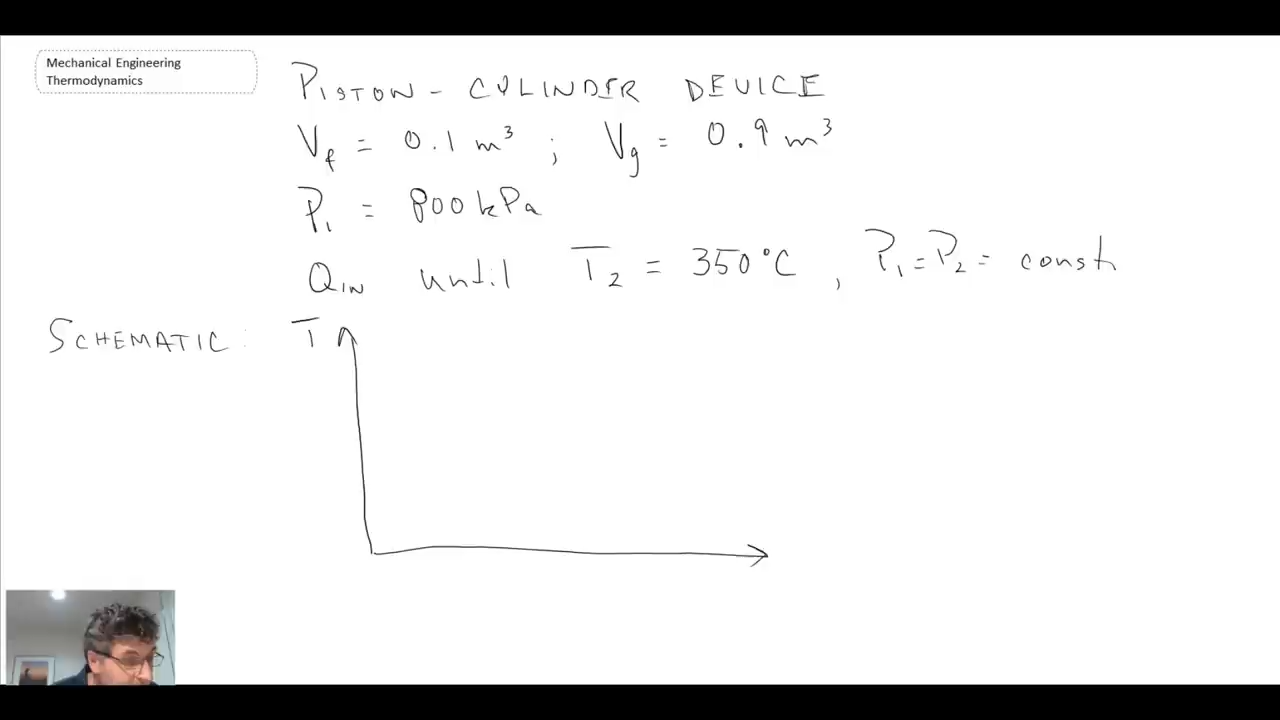 Mechanical Engineering
Thermodynamics
PISTON - CYLINDER DEVICE
Vf = 0.1 m³ ; Vg = 0.9 m³
P₁ = 800 kPa
QIN until T₂ = 350°C , P₁ = P₂ = const
SCHEMATIC : T